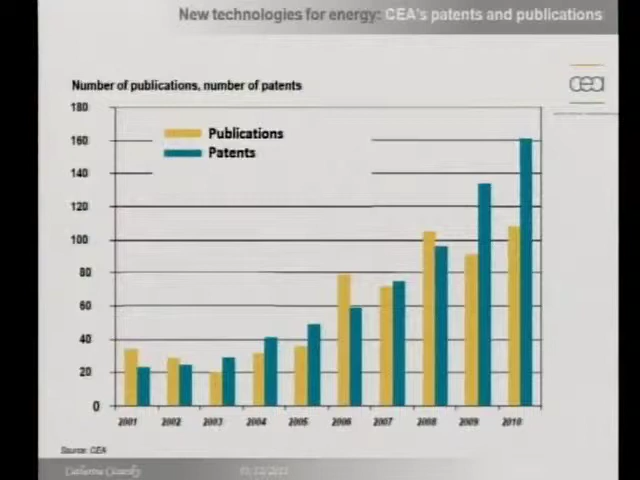 New technologies for energy: CEA's patents and publications
cea
Number of publications, number of patents
180
160
140
120
100
80
60
40
20
0
Publications
Patents
2001 2002 2003 2004 2005 2006 2007 2008 2009 2010
Source: CEA